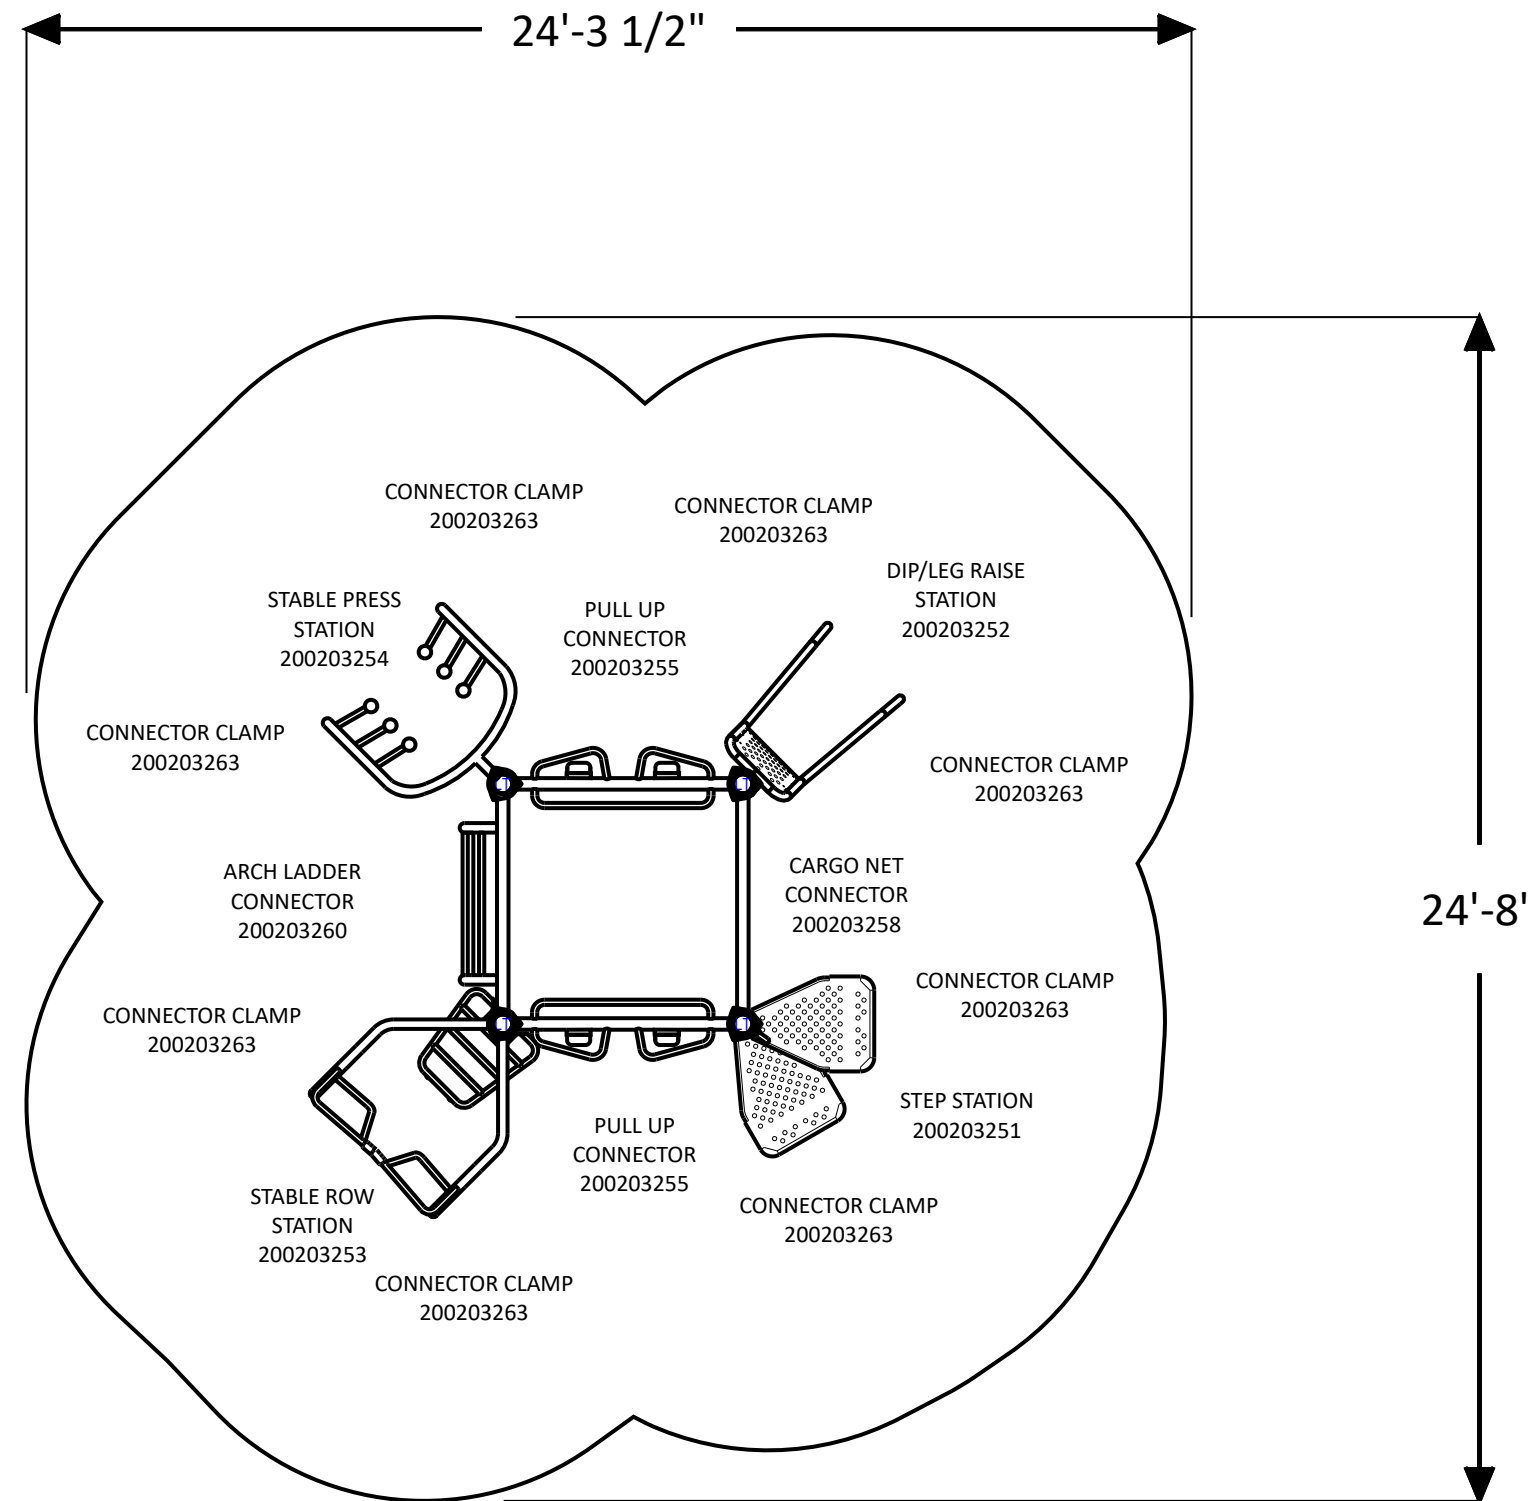 24'-3 1/2"
CONNECTOR CLAMP
200203263
CONNECTOR CLAMP
200203263
DIP/LEG RAISE
STATION
200203252
STABLE PRESS
STATION
200203254
PULL UP
CONNECTOR
200203255
CONNECTOR CLAMP
200203263
CONNECTOR CLAMP
200203263
ARCH LADDER
CONNECTOR
200203260
CARGO NET
CONNECTOR
200203258
24'-8'
CONNECTOR CLAMP
200203263
CONNECTOR CLAMP
200203263
STEP STATION
200203251
PULL UP
CONNECTOR
200203255
STABLE ROW
STATION
200203253
CONNECTOR CLAMP
200203263
CONNECTOR CLAMP
200203263